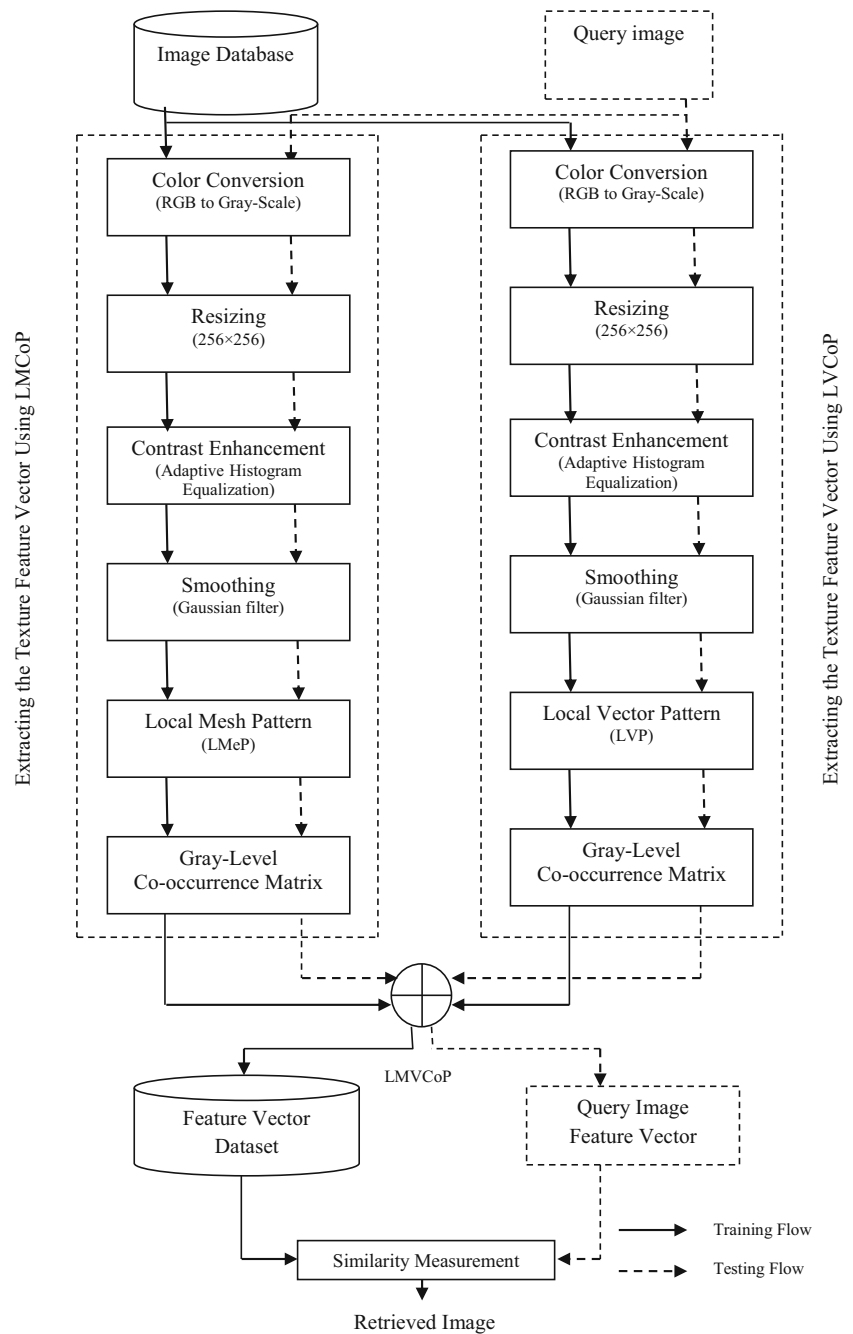 Image Database
Query image
Extracting the Texture Feature Vector Using LMCoP
Color Conversion
(RGB to Gray-Scale)
Resizing
(256×256)
Contrast Enhancement
(Adaptive Histogram
Equalization)
Smoothing
(Gaussian filter)
Local Mesh Pattern
(LMeP)
Gray-Level
Co-occurrence Matrix
Color Conversion
(RGB to Gray-Scale)
Resizing
(256×256)
Contrast Enhancement
(Adaptive Histogram
Equalization)
Smoothing
(Gaussian filter)
Local Vector Pattern
(LVP)
Gray-Level
Co-occurrence Matrix
Extracting the Texture Feature Vector Using LVCoP
LMVCoP
Feature Vector
Dataset
Query Image
Feature Vector
Similarity Measurement
Retrieved Image
Training Flow
Testing Flow